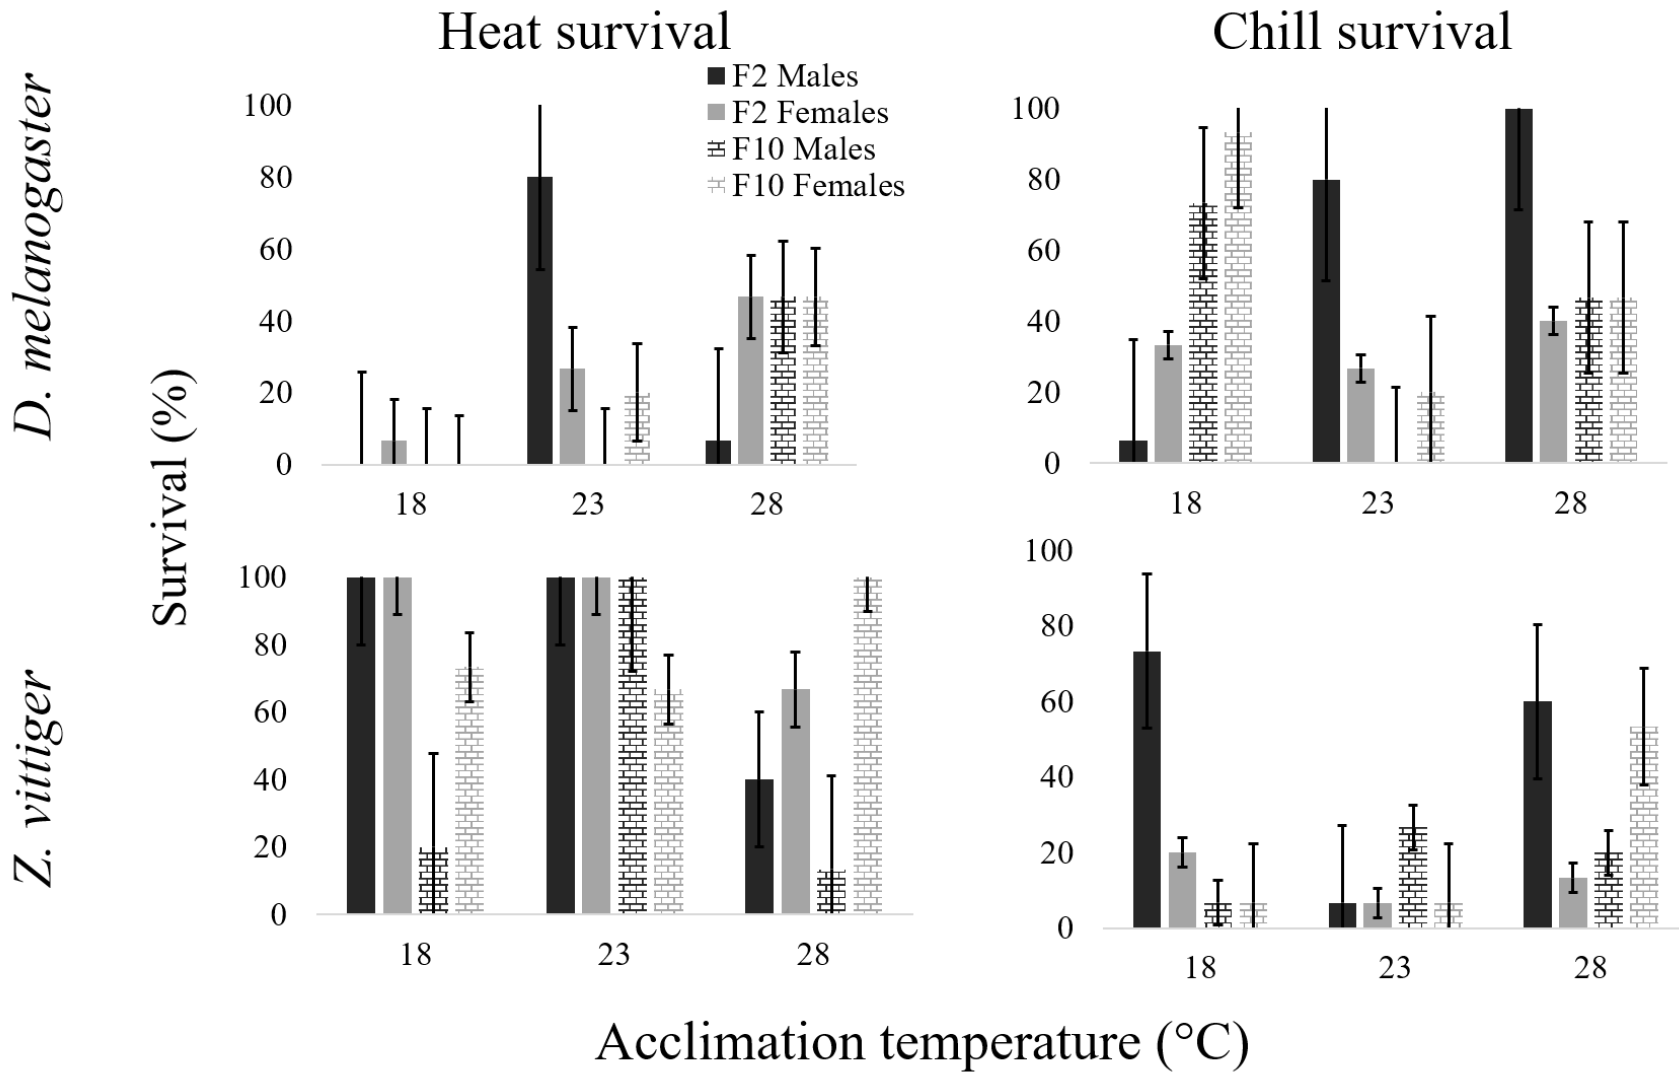 Heat survival
Chill survival
F2 Males
F2 Females
F10 Males
F10 Females
D. melanogaster
Z. vittiger
Survival (%)
100
80
60
40
20
0
18 23 28
100
80
60
40
20
0
18 23 28
100
80
60
40
20
0
18 23 28
100
80
60
40
20
0
18 23 28
Acclimation temperature (°C)